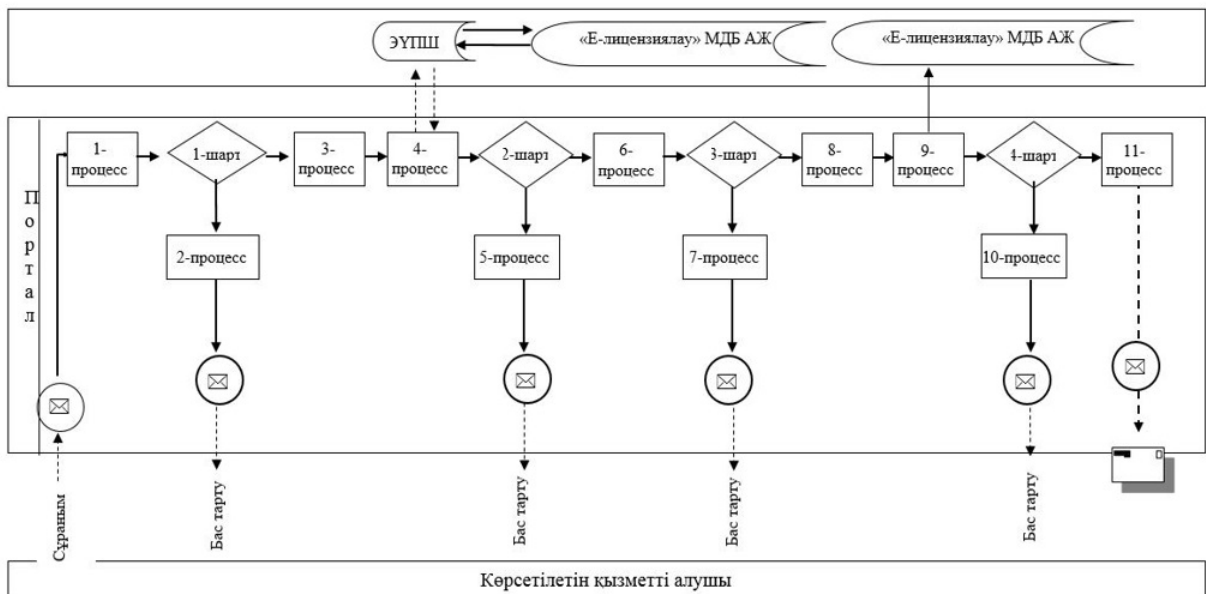 ЭҮПШ
«Е-лицензиялау» МДБ АЖ
«Е-лицензиялау» МДБ АЖ
Портал
1-
процесс
1-шарт
3-
процесс
4-
процесс
2-шарт
6-
процесс
3-шарт
8-
процесс
9-
процесс
4-шарт
11-
процесс
2-процесс
5-процесс
7-процесс
10-процесс
Сұраным
Бас тарту
Бас тарту
Бас тарту
Бас тарту
Көрсетілетін қызметті алушы